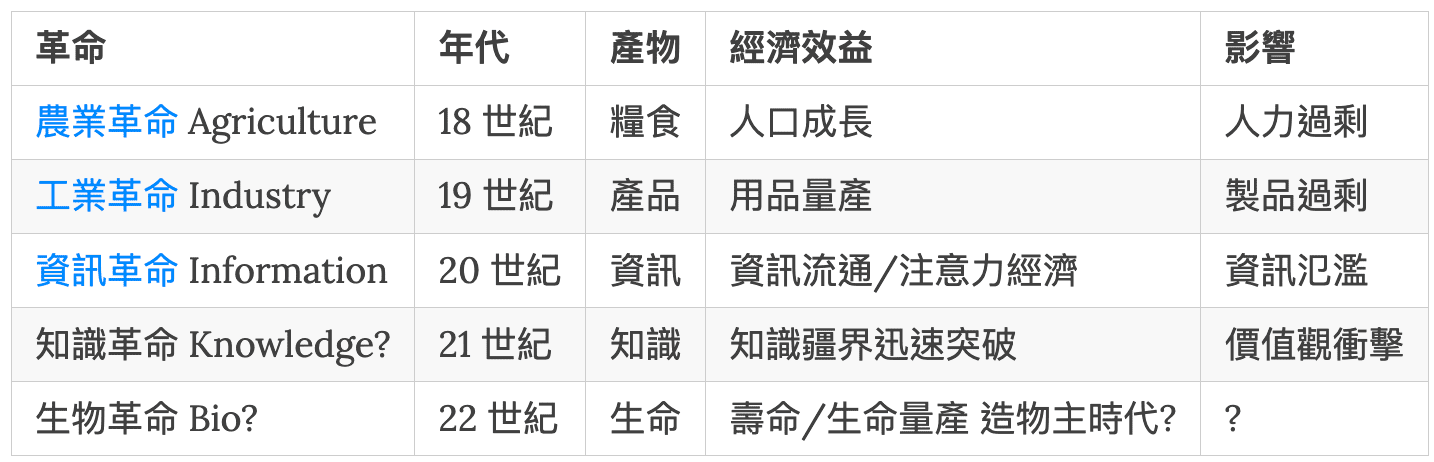 革命 年代 產物 經濟效益 影響
農業革命 Agriculture 18 世紀 糧食 人口成長 人力過剩
工業革命 Industry 19 世紀 產品 用品量產 製品過剩
資訊革命 Information 20 世紀 資訊 資訊流通/注意力經濟 資訊氾濫
知識革命 Knowledge? 21 世紀 知識 知識疆界迅速突破 價值觀衝擊
生物革命 Bio? 22 世紀 生命 壽命/生命量產 造物主時代? ?